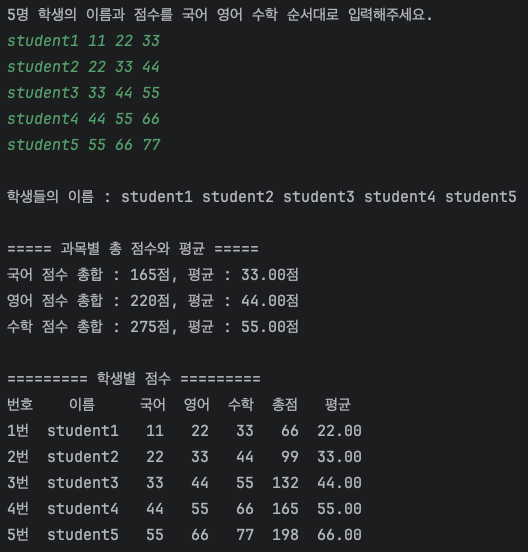 5명 학생의 이름과 점수를 국어 영어 수학 순서대로 입력해주세요.
student1 11 22 33
student2 22 33 44
student3 33 44 55
student4 44 55 66
student5 55 66 77
학생들의 이름 : student1 student2 student3 student4 student5
===== 과목별 총 점수와 평균 =====
국어 점수 총합 : 165점, 평균 : 33.00점
영어 점수 총합 : 220점, 평균 : 44.00점
수학 점수 총합 : 275점, 평균 : 55.00점
========= 학생별 점수 =========
번호 이름 국어 영어 수학 총점 평균
1번 student1 11 22 33 66 22.00
2번 student2 22 33 44 99 33.00
3번 student3 33 44 55 132 44.00
4번 student4 44 55 66 165 55.00
5번 student5 55 66 77 198 66.00